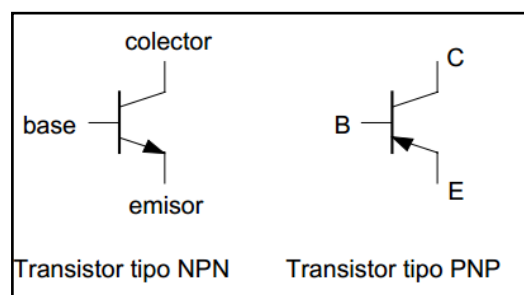 colector
base
emisor
Transistor tipo NPN
C
B
E
Transistor tipo PNP